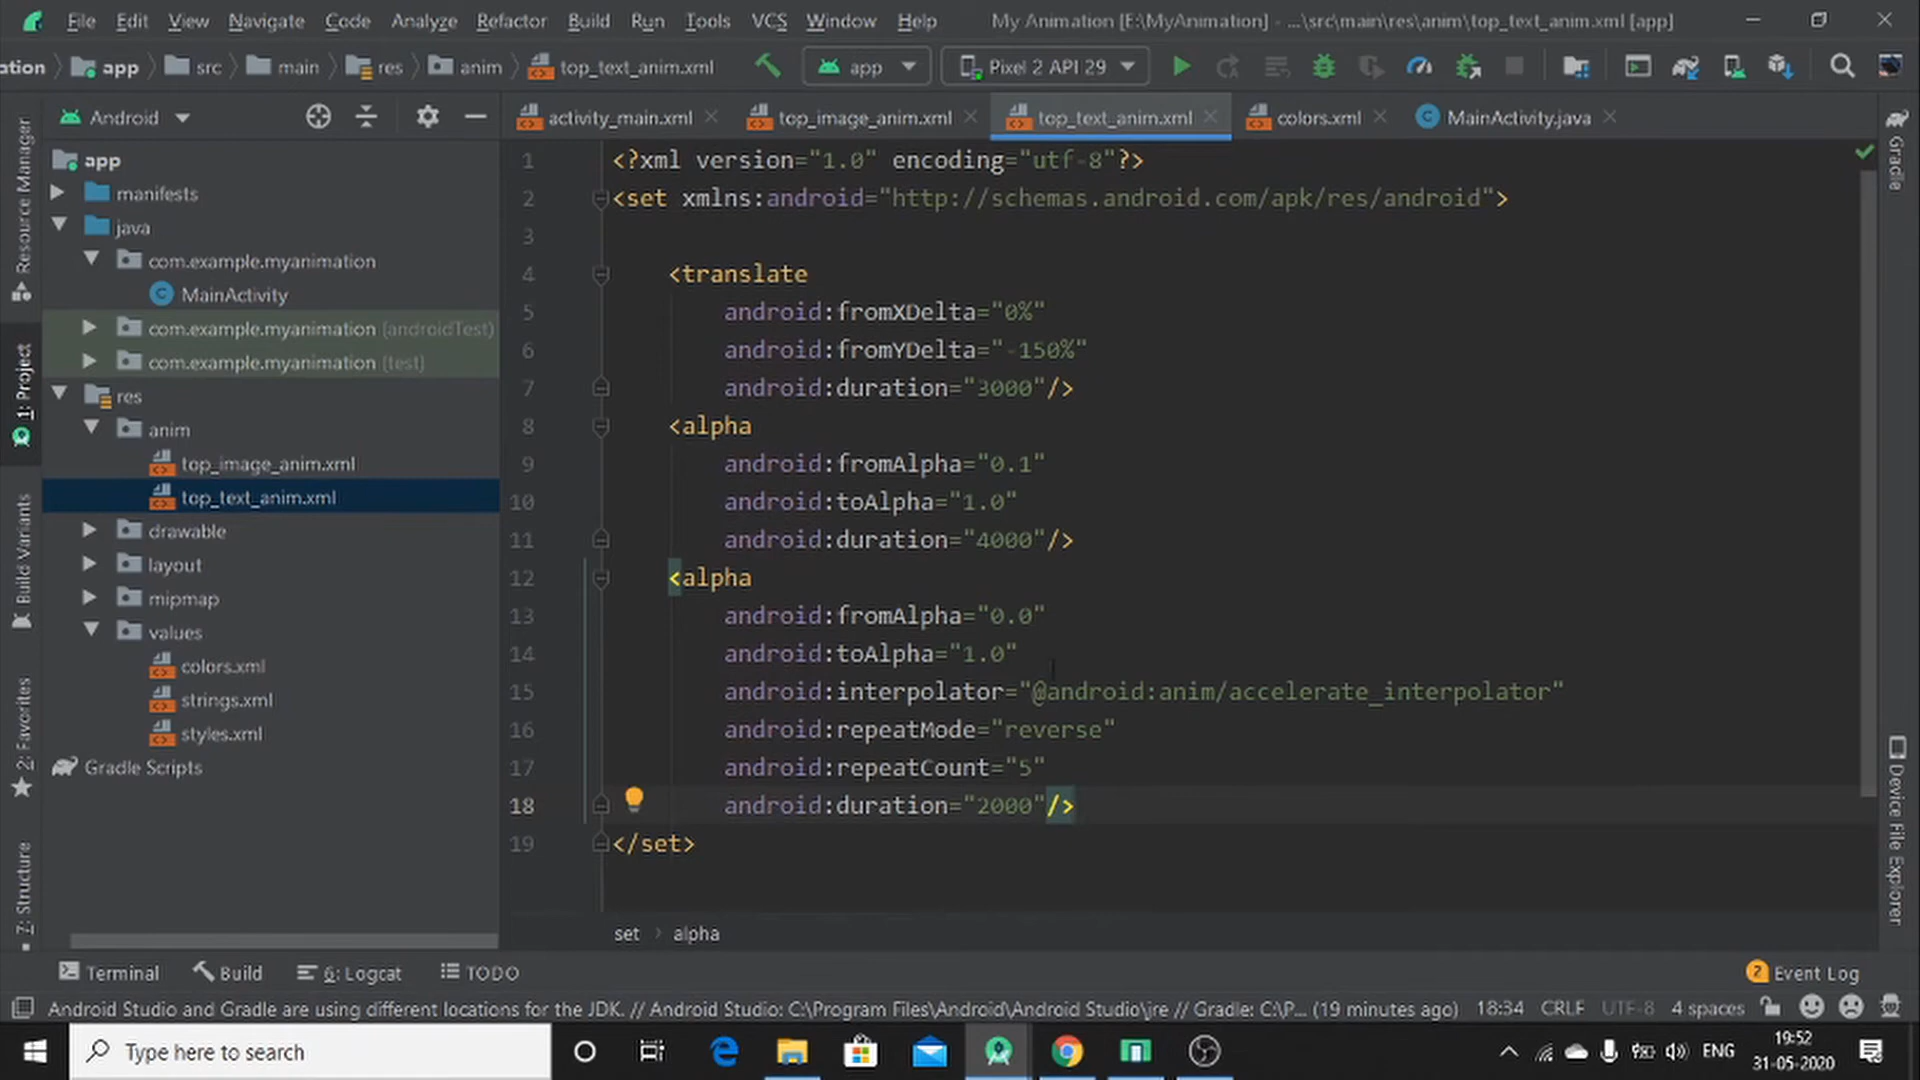 File Edit View Navigate Code Analyze Refactor Build Run Tools VCS Window Help My Animation [E:\MyAnimation] - ...\src\main\res\anim\top_text_anim.xml [app]
ation app src main res anim top_text_anim.xml app Pixel 2 API 29
Android
activity_main.xml top_image_anim.xml top_text_anim.xml colors.xml MainActivity.java
Resource Manager
1: Project
Build Variants
2: Favorites
Z: Structure
app
manifests
java
com.example.myanimation
MainActivity
com.example.myanimation (androidTest)
com.example.myanimation (test)
res
anim
top_image_anim.xml
top_text_anim.xml
drawable
layout
mipmap
values
colors.xml
strings.xml
styles.xml
Gradle Scripts
1 <?xml version="1.0" encoding="utf-8"?>
2 <set xmlns:android="http://schemas.android.com/apk/res/android">
3
4 <translate
5 android:fromXDelta="0%"
6 android:fromYDelta="-150%"
7 android:duration="3000"/>
8 <alpha
9 android:fromAlpha="0.1"
10 android:toAlpha="1.0"
11 android:duration="4000"/>
12 <alpha
13 android:fromAlpha="0.0"
14 android:toAlpha="1.0"
15 android:interpolator="@android:anim/accelerate_interpolator"
16 android:repeatMode="reverse"
17 android:repeatCount="5"
18 android:duration="2000"/>
19 </set>
set alpha
Gradle
Device File Explorer
Terminal Build 6: Logcat TODO 2 Event Log
Android Studio and Gradle are using different locations for the JDK. // Android Studio: C:\Program Files\Android\Android Studio\jre // Gradle: C:\P... (19 minutes ago) 18:34 CRLF UTF-8 4 spaces
Type here to search
ENG
19:52
31-05-2020